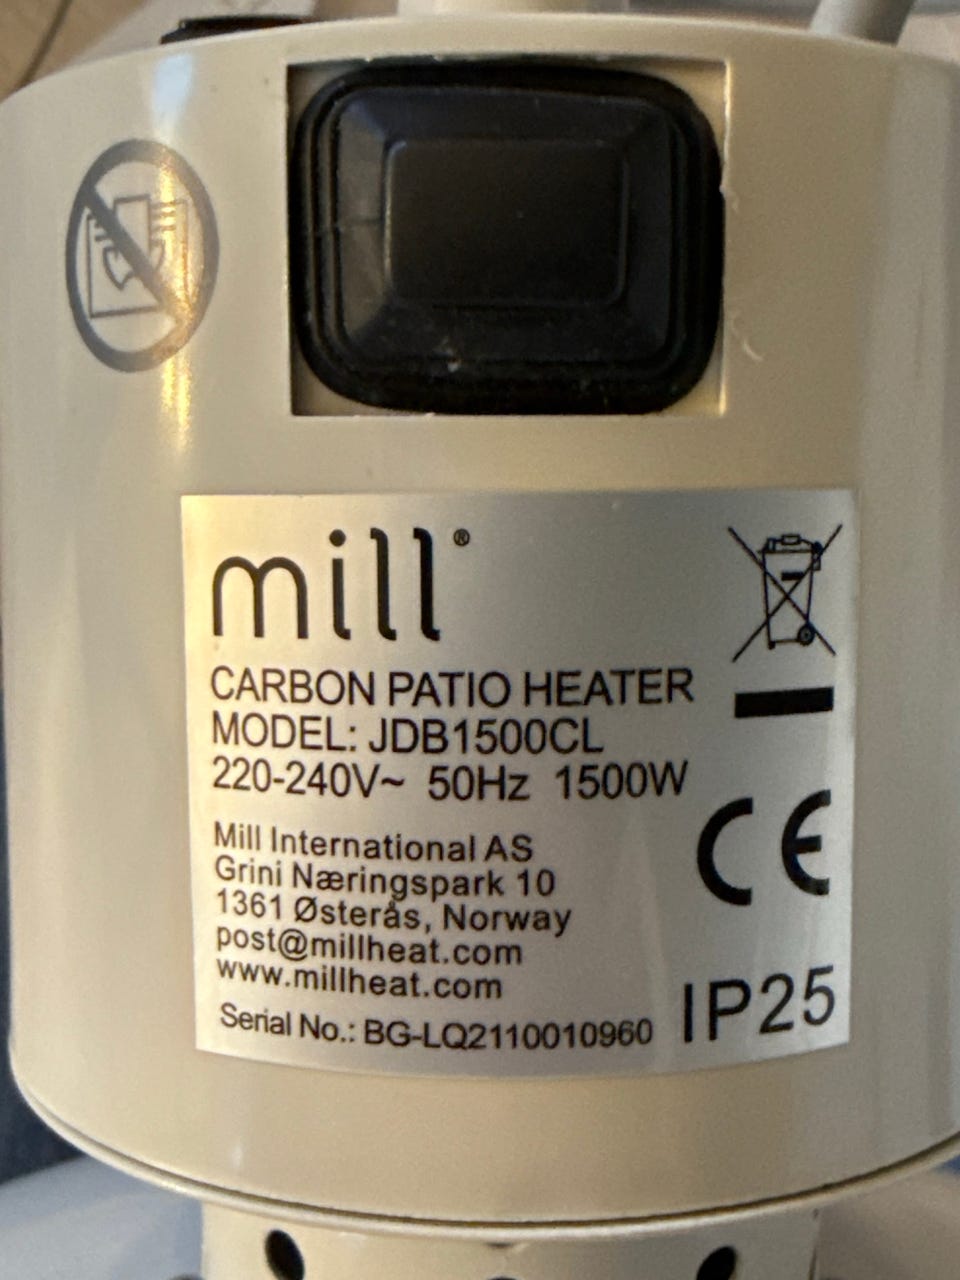 mill®
CARBON PATIO HEATER
MODEL: JDB1500CL
220-240V~ 50Hz 1500W
Mill International AS
Grini Næringspark 10
1361 Østerås, Norway
post@millheat.com
www.millheat.com
Serial No.: BG-LQ2110010960
CE
IP25